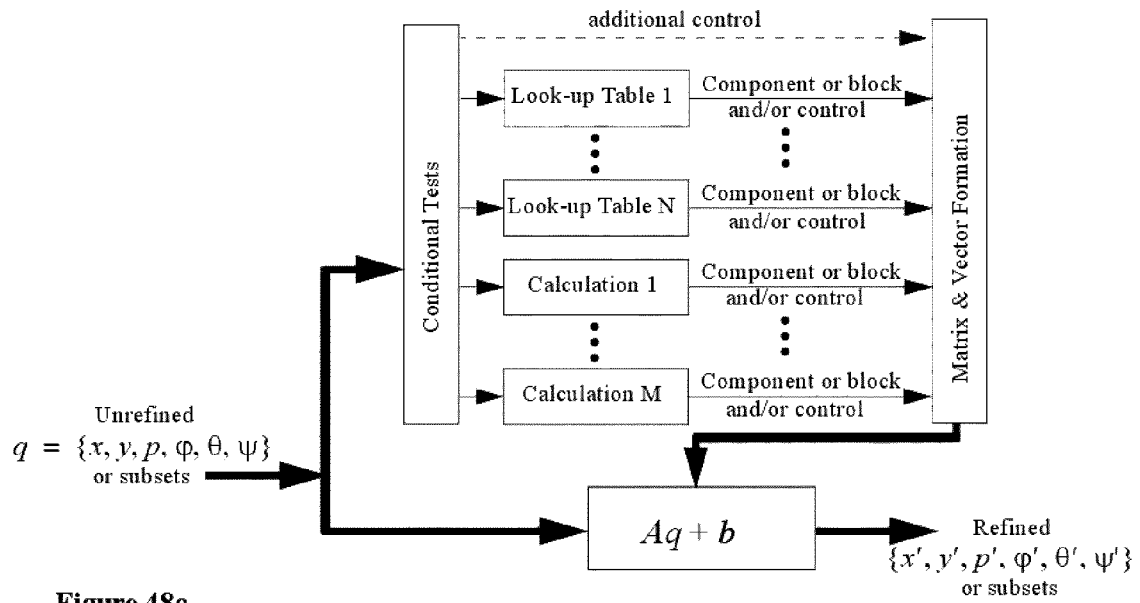 additional control
Conditional Tests
Look-up Table 1
Component or block
and/or control
Look-up Table N
Component or block
and/or control
Calculation 1
Component or block
and/or control
Calculation M
Component or block
and/or control
Matrix & Vector Formation
Unrefined
q = {x, y, p, φ, θ, ψ}
or subsets
Aq + b
Refined
{x′, y′, p′, φ′, θ′, ψ′}
or subsets